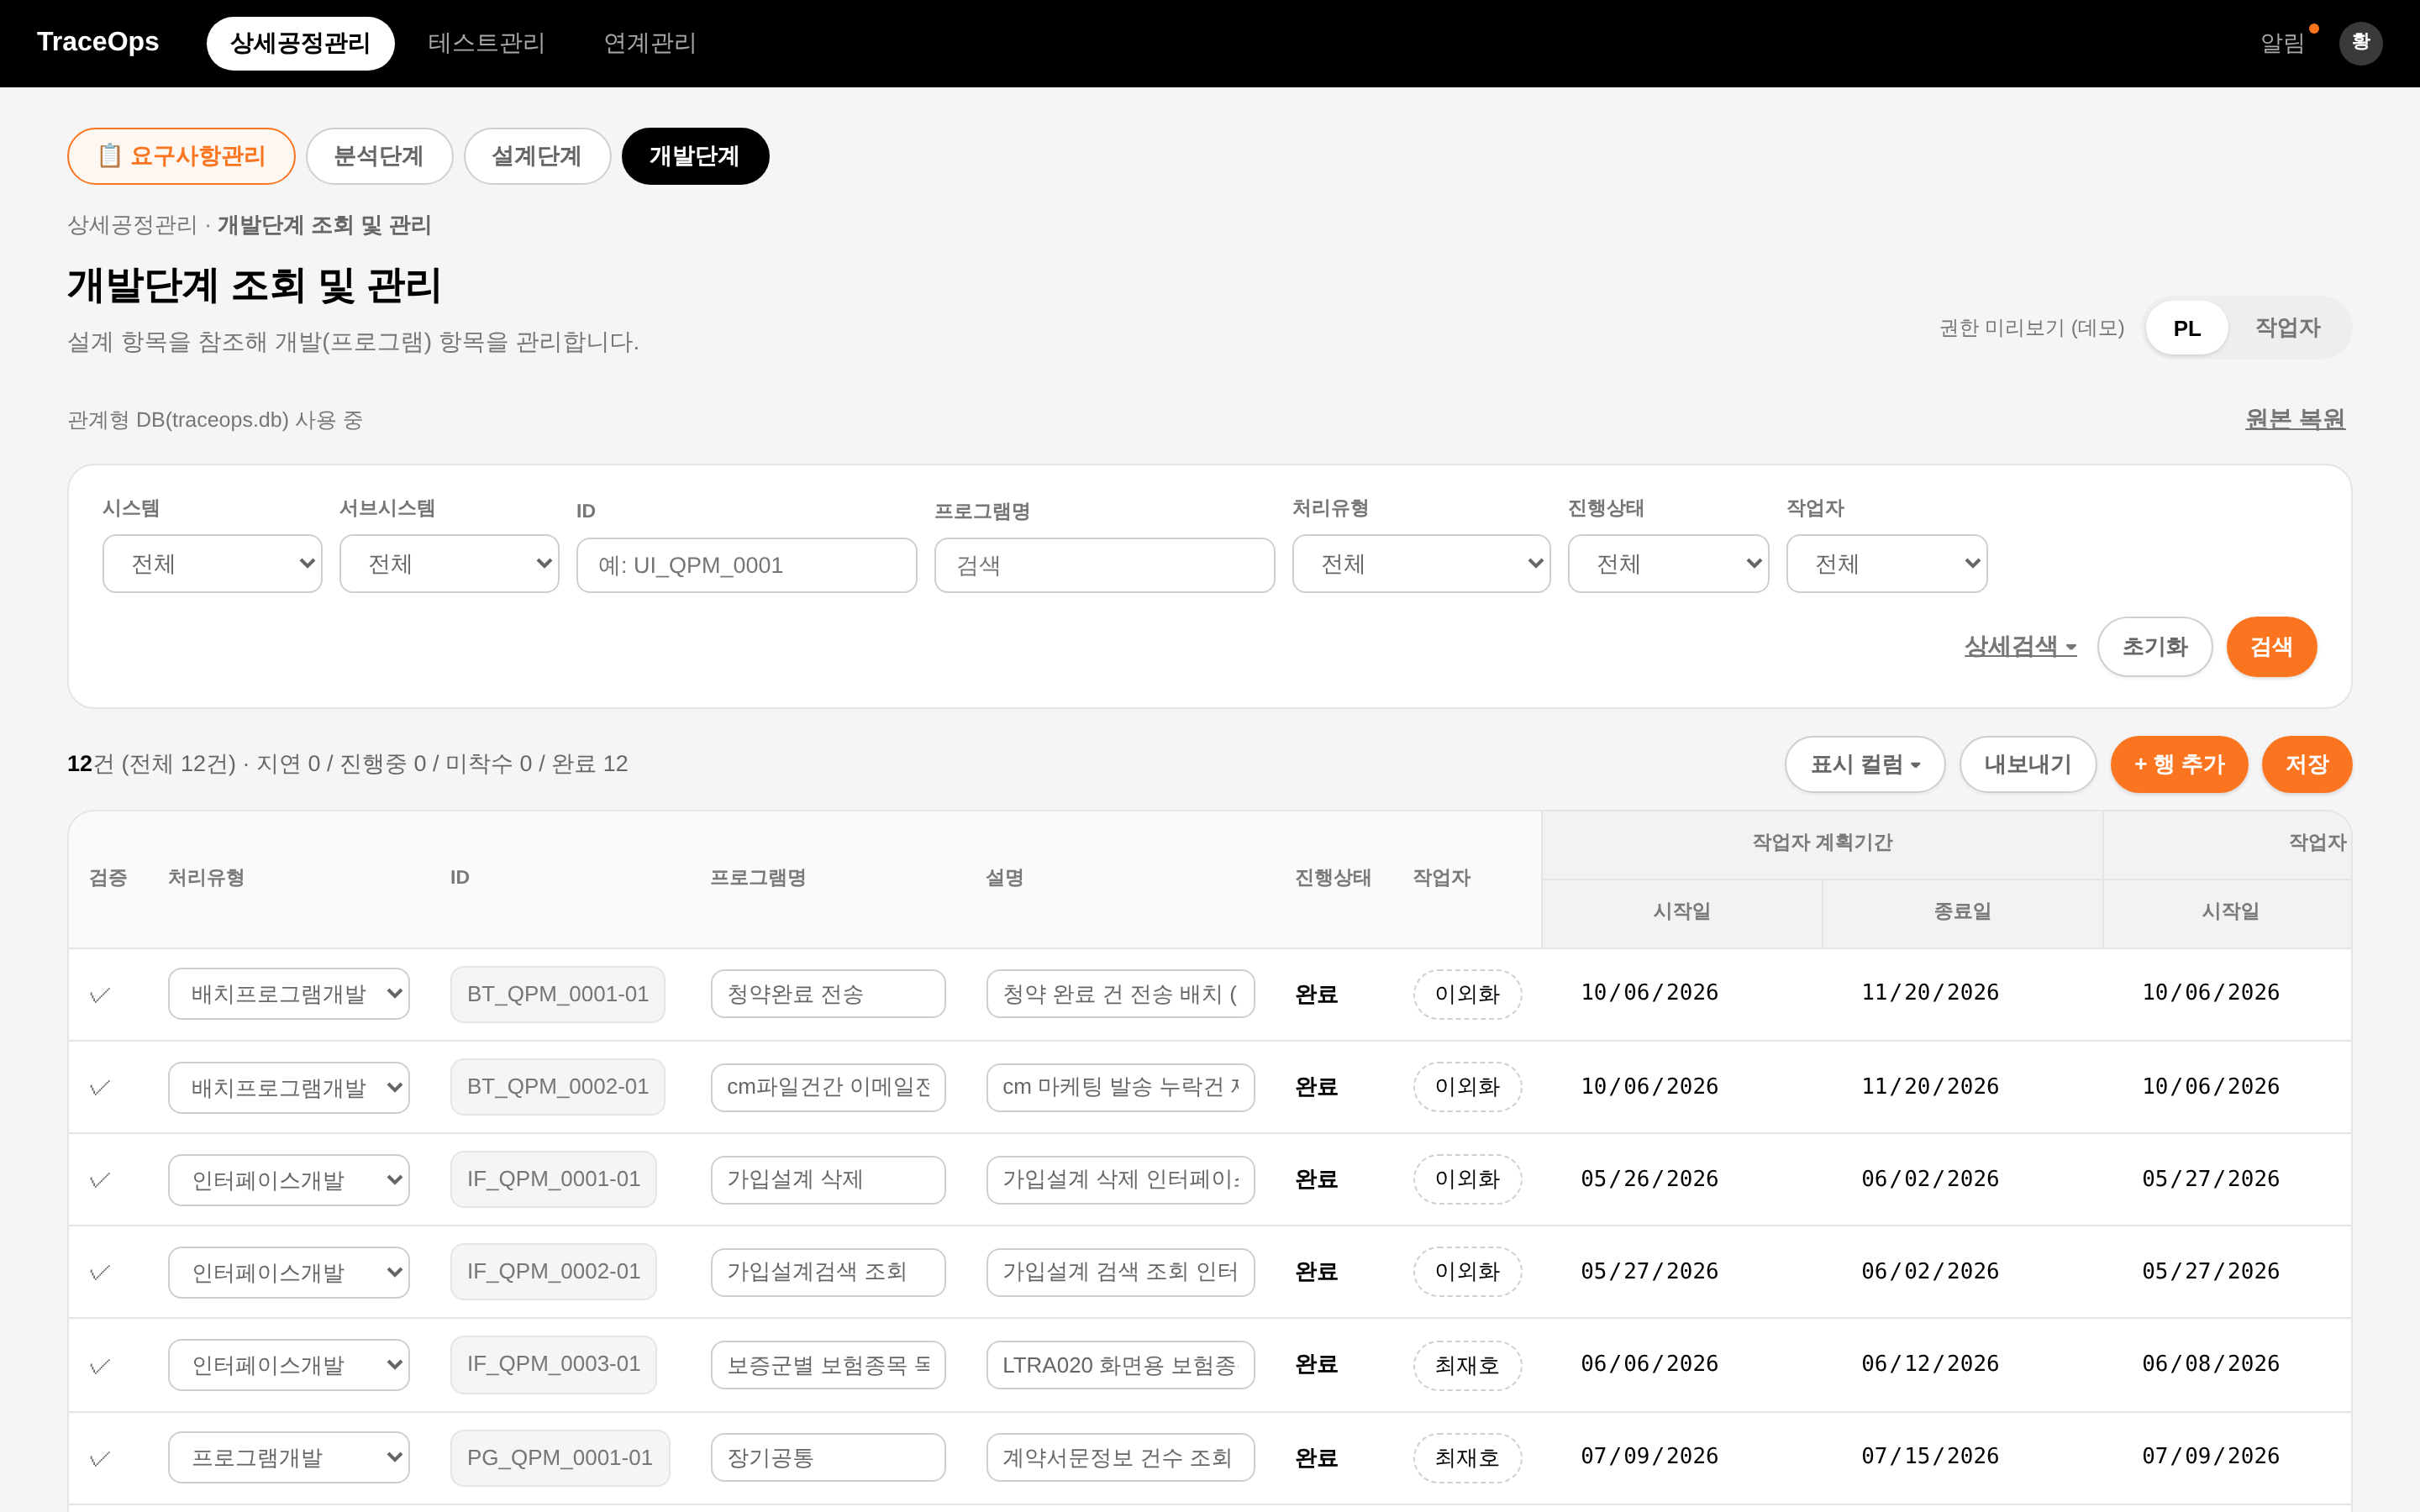 TraceOps 상세공정관리 테스트관리 연계관리 알림 황
📋 요구사항관리 분석단계 설계단계 개발단계
상세공정관리 · 개발단계 조회 및 관리
개발단계 조회 및 관리
설계 항목을 참조해 개발(프로그램) 항목을 관리합니다.
권한 미리보기 (데모) PL 작업자
관계형 DB(traceops.db) 사용 중 원본 복원
시스템 서브시스템 ID 프로그램명 처리유형 진행상태 작업자
전체 전체 예: UI_QPM_0001 검색 전체 전체 전체
상세검색 초기화 검색
12건 (전체 12건) · 지연 0 / 진행중 0 / 미착수 0 / 완료 12 표시 컬럼 내보내기 + 행 추가 저장
작업자 계획기간 작업자
검증 처리유형 ID 프로그램명 설명 진행상태 작업자
시작일 종료일 시작일
✓ 배치프로그램개발 BT_QPM_0001-01 청약완료 전송 청약 완료 건 전송 배치 ( 완료 이외화 10/06/2026 11/20/2026 10/06/2026
✓ 배치프로그램개발 BT_QPM_0002-01 cm파일건간 이메일전 cm 마케팅 발송 누락건 완료 이외화 10/06/2026 11/20/2026 10/06/2026
✓ 인터페이스개발 IF_QPM_0001-01 가입설계 삭제 가입설계 삭제 인터페이스 완료 이외화 05/26/2026 06/02/2026 05/27/2026
✓ 인터페이스개발 IF_QPM_0002-01 가입설계검색 조회 가입설계 검색 조회 인터 완료 이외화 05/27/2026 06/02/2026 05/27/2026
✓ 인터페이스개발 IF_QPM_0003-01 보증군별 보험종목 LTRA020 화면용 보험종 완료 최재호 06/06/2026 06/12/2026 06/08/2026
✓ 프로그램개발 PG_QPM_0001-01 장기공통 계약서문정보 건수 조회 완료 최재호 07/09/2026 07/15/2026 07/09/2026